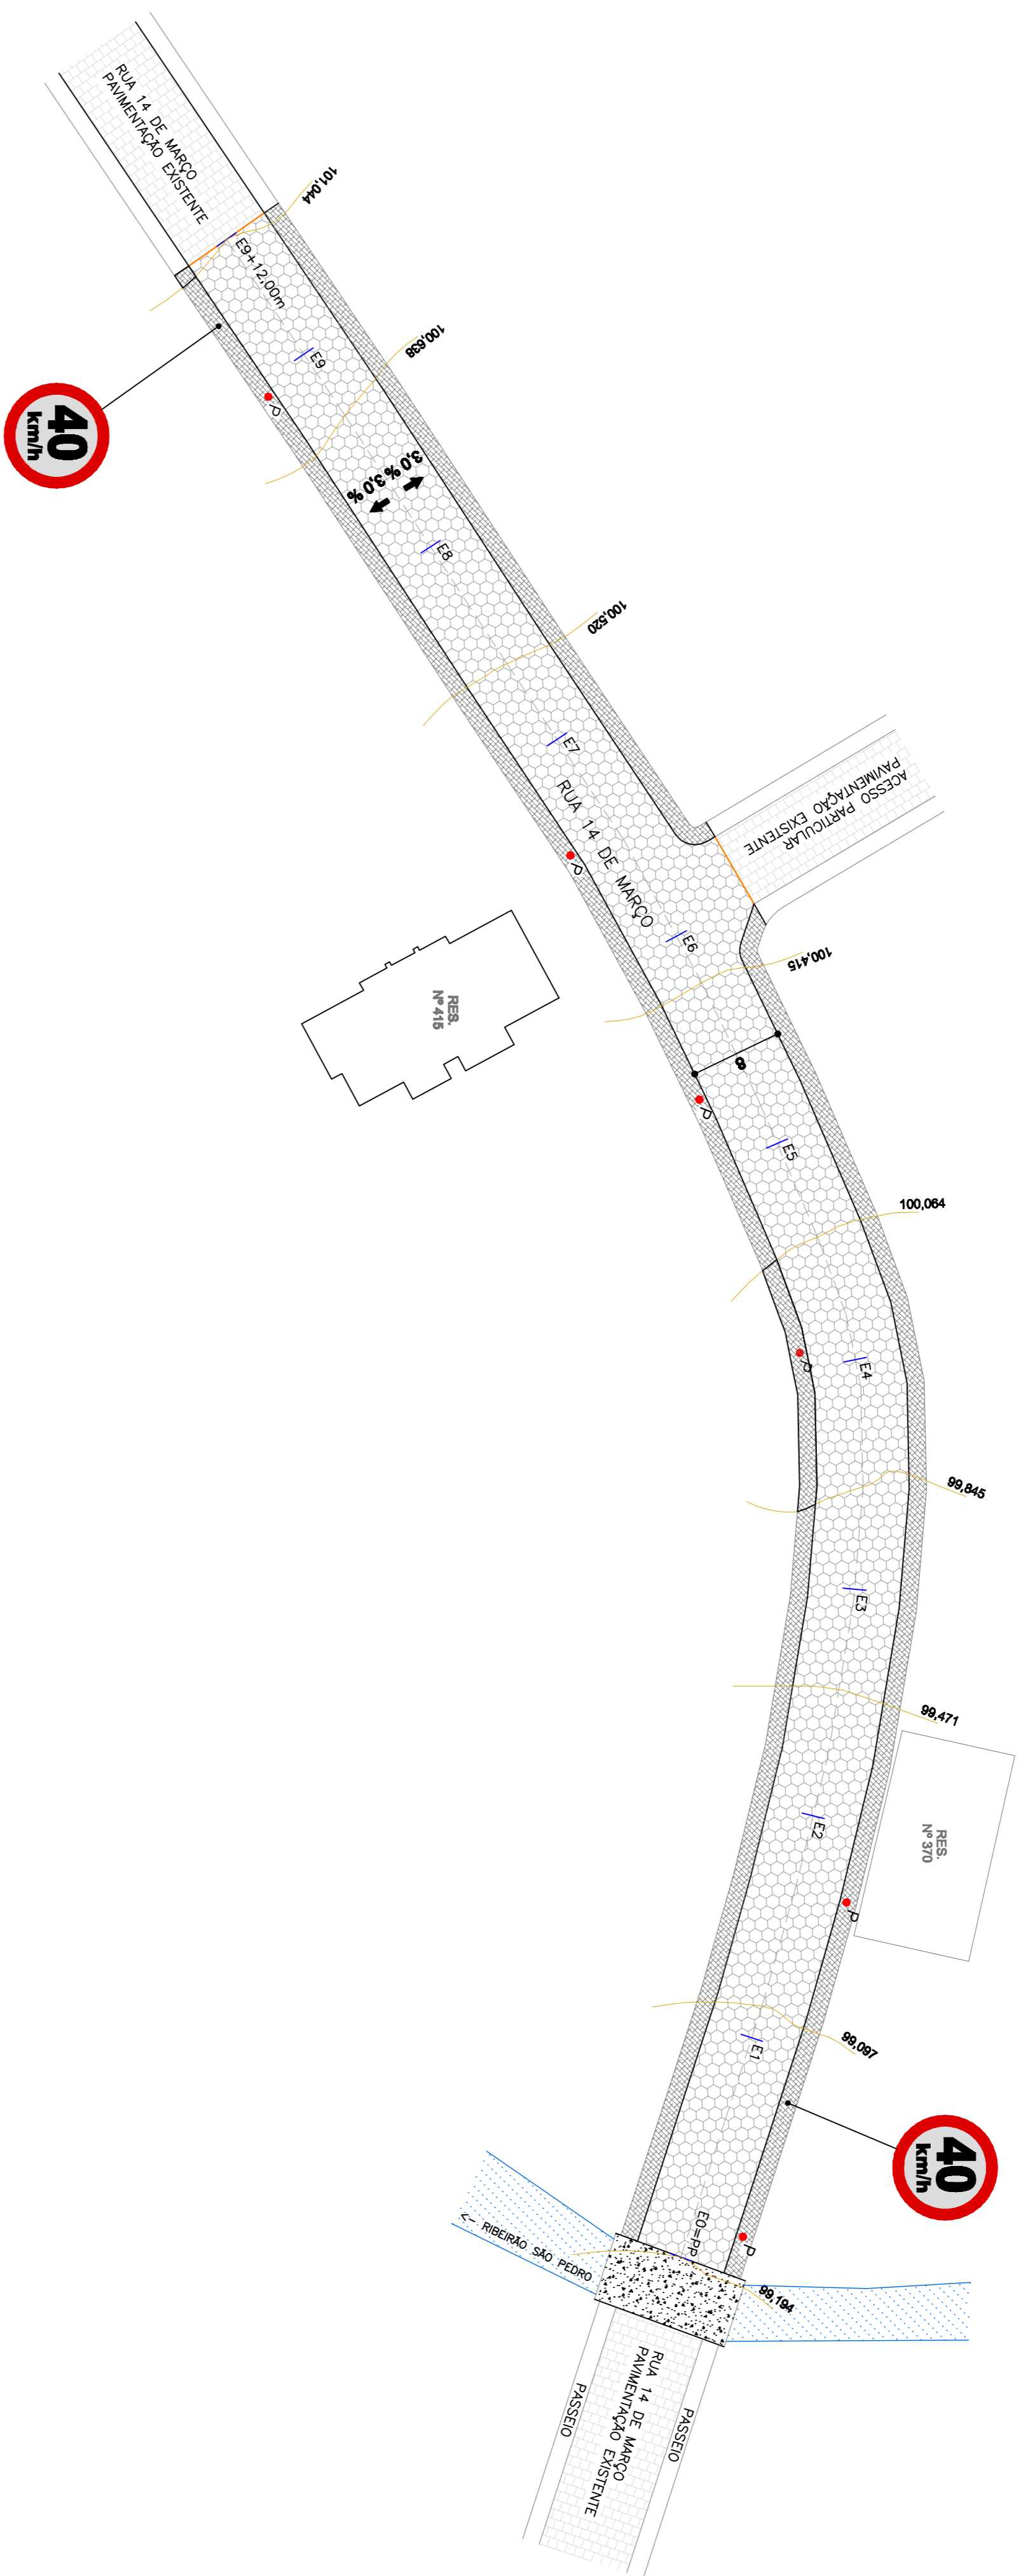 RUA 14 DE MARÇO
PAVIMENTAÇÃO EXISTENTE
101,044
E9+12,00m
E9
100,638
40
km/h
P
3,0 %
3,0 %
E8
100,520
E7
RUA 14 DE MARÇO
ACESSO PARTICULAR
PAVIMENTAÇÃO EXISTENTE
P
E6
100,415
RES.
Nº 415
8
P
E5
100,064
P
E4
99,845
E3
99,471
RES.
Nº 370
E2
P
99,097
E1
40
km/h
E0=PP
P
<- RIBEIRÃO SÃO PEDRO
99,194
RUA 14 DE MARÇO
PAVIMENTAÇÃO EXISTENTE
PASSEIO
PASSEIO